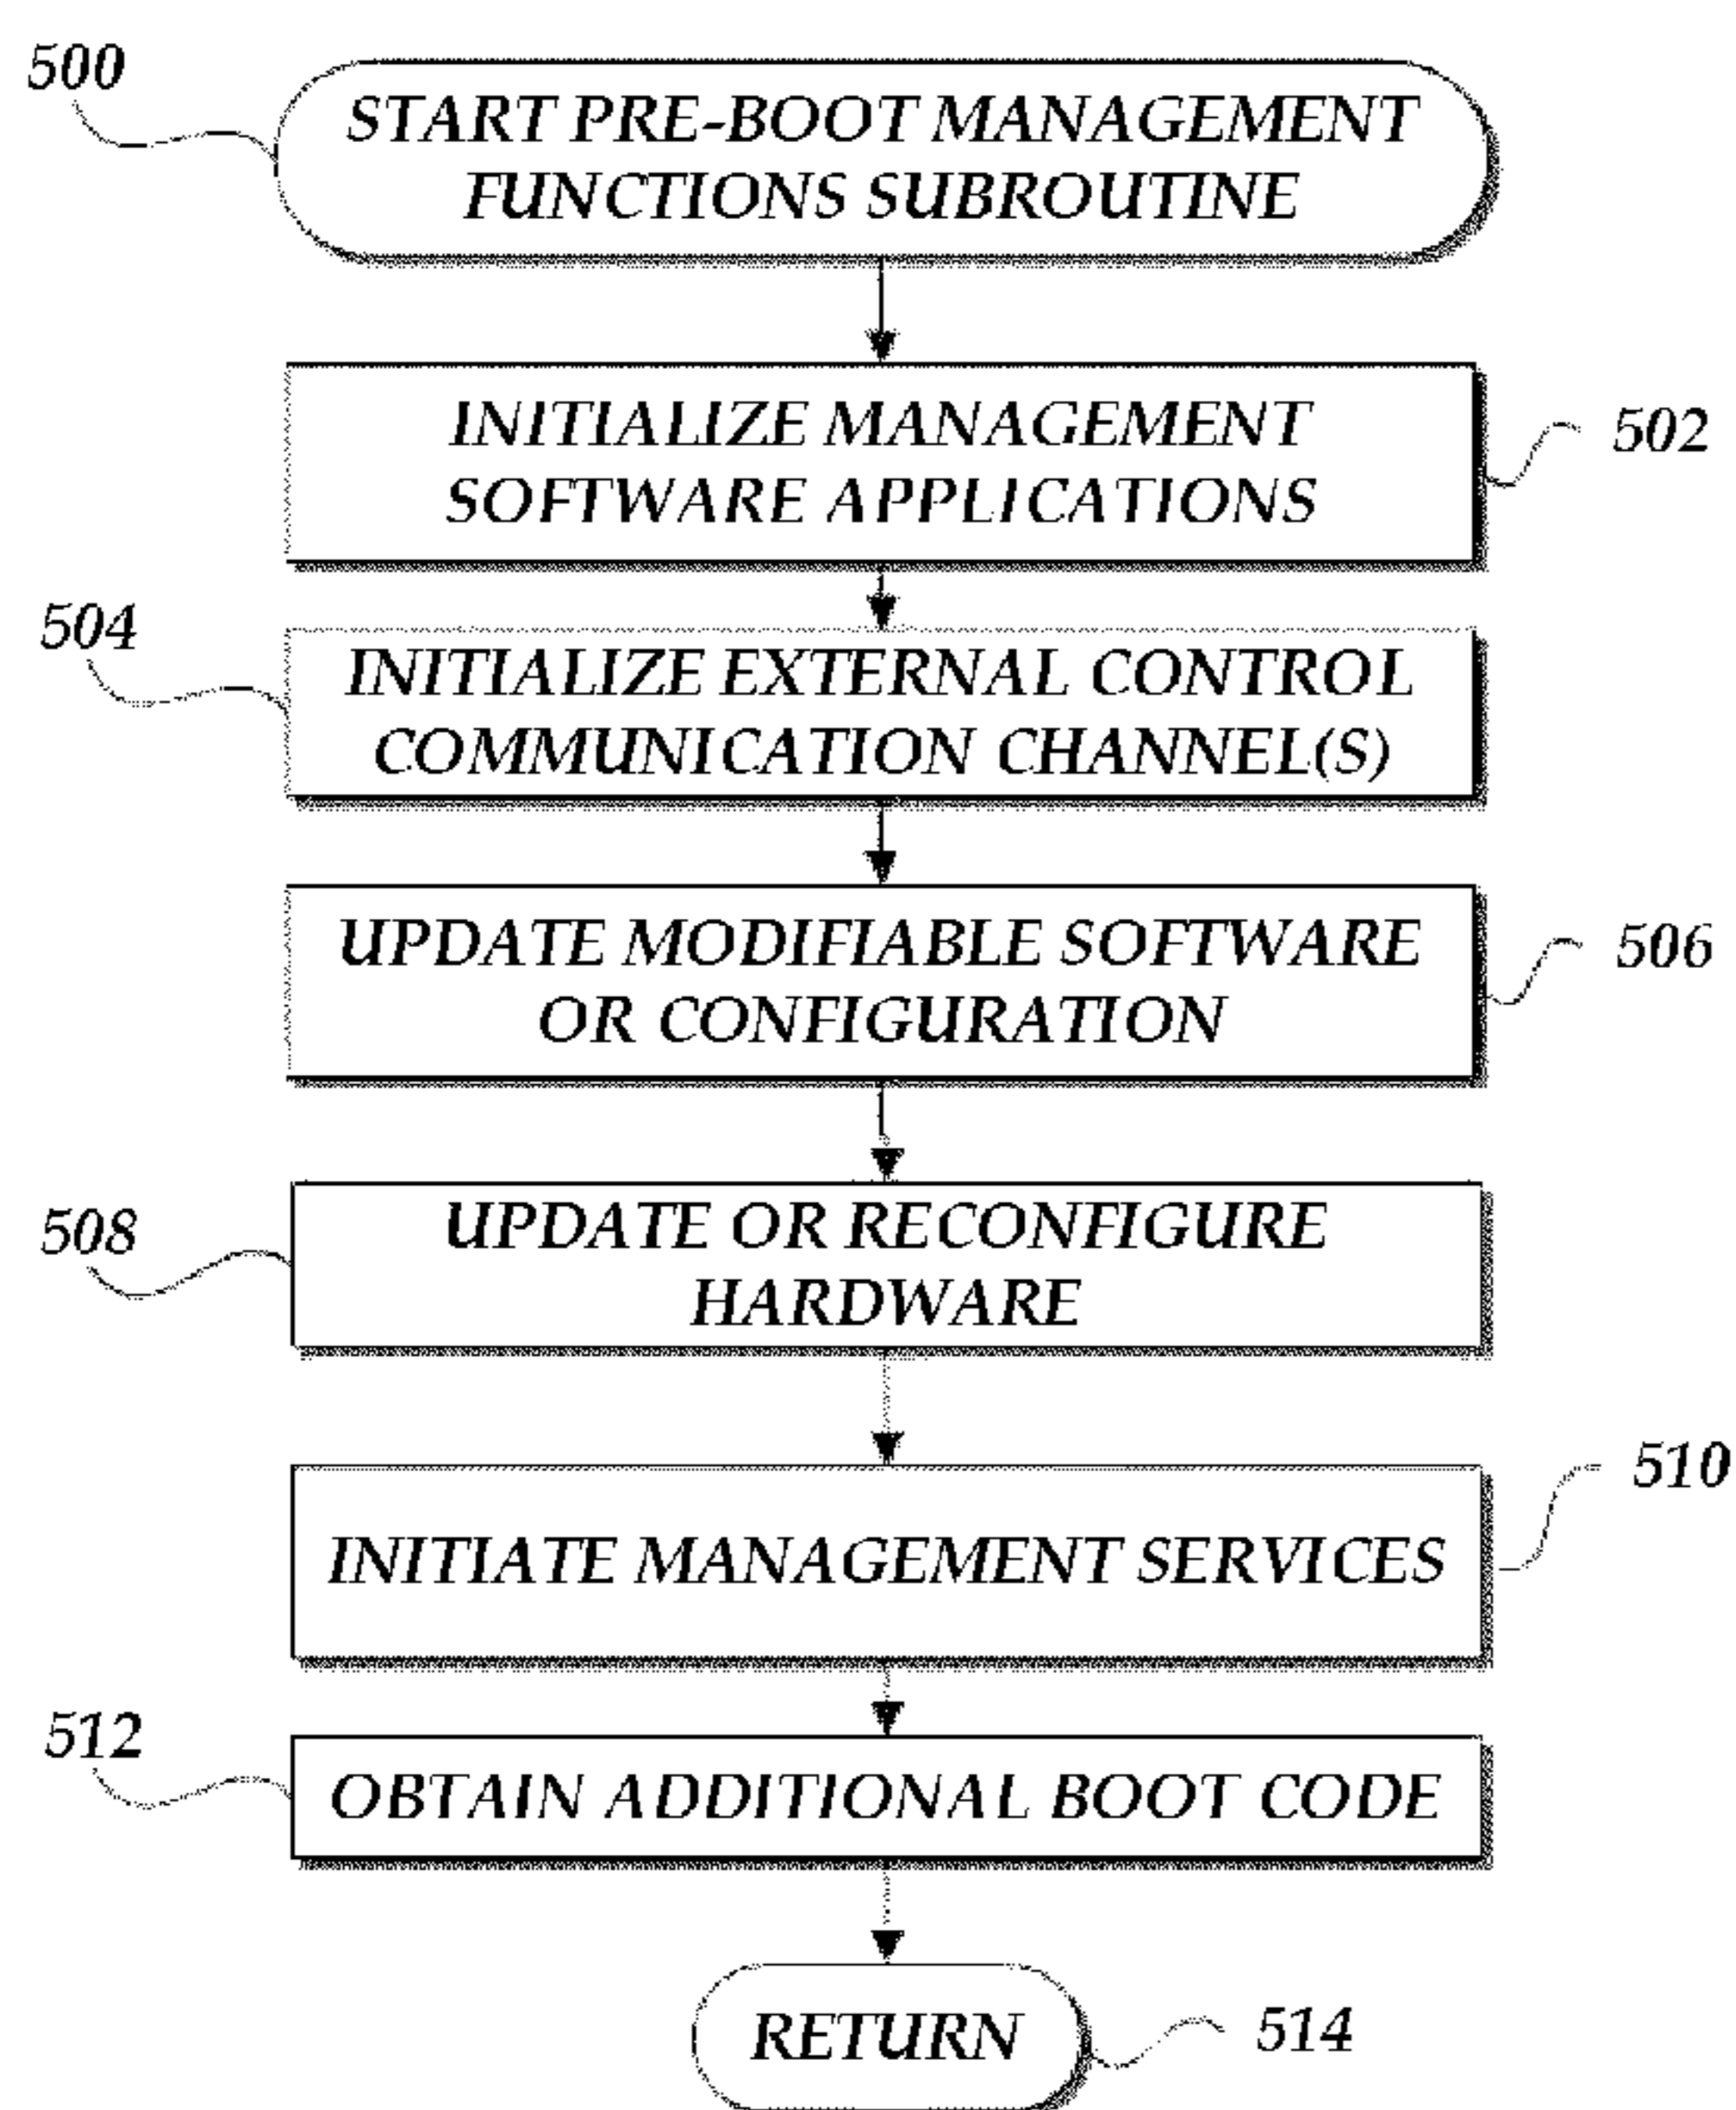 500
START PRE-BOOT MANAGEMENT
FUNCTIONS SUBROUTINE
INITIALIZE MANAGEMENT
SOFTWARE APPLICATIONS
502
504
INITIALIZE EXTERNAL CONTROL
COMMUNICATION CHANNEL(S)
UPDATE MODIFIABLE SOFTWARE
OR CONFIGURATION
506
508
UPDATE OR RECONFIGURE
HARDWARE
510
INITIATE MANAGEMENT SERVICES
512
OBTAIN ADDITIONAL BOOT CODE
RETURN
514